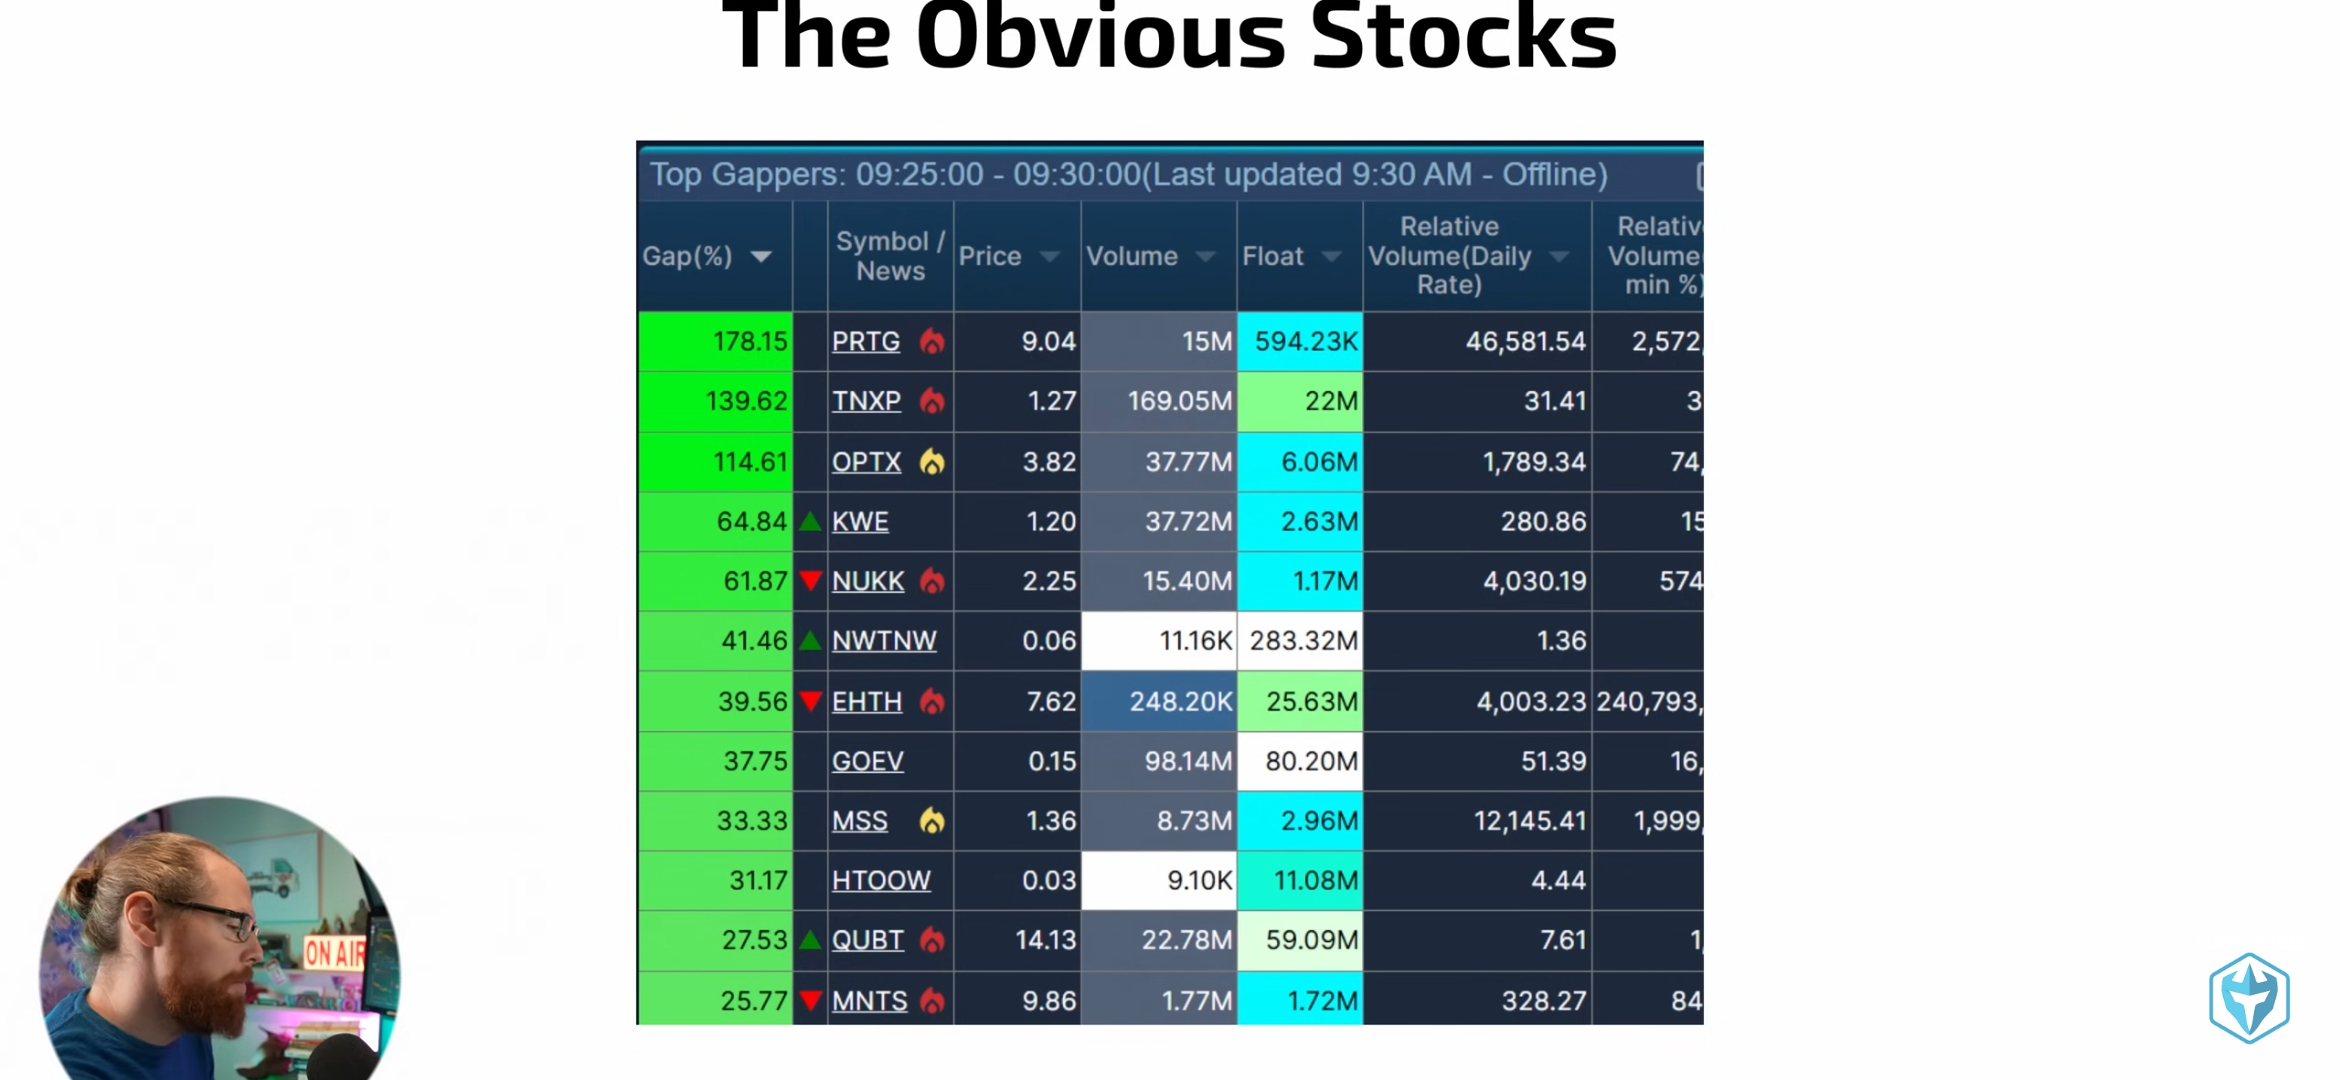 The Obvious Stocks
Top Gappers: 09:25:00 - 09:30:00(Last updated 9:30 AM - Offline)
Gap(%) Symbol / News Price Volume Float Relative Volume(Daily Rate) Relativ Volume( min %)
178.15 PRTG 9.04 15M 594.23K 46,581.54 2,572,
139.62 TNXP 1.27 169.05M 22M 31.41 3
114.61 OPTX 3.82 37.77M 6.06M 1,789.34 74,
64.84 KWE 1.20 37.72M 2.63M 280.86 15
61.87 NUKK 2.25 15.40M 1.17M 4,030.19 574
41.46 NWTNW 0.06 11.16K 283.32M 1.36
39.56 EHTH 7.62 248.20K 25.63M 4,003.23 240,793,
37.75 GOEV 0.15 98.14M 80.20M 51.39 16,
33.33 MSS 1.36 8.73M 2.96M 12,145.41 1,999,
31.17 HTOOW 0.03 9.10K 11.08M 4.44
27.53 QUBT 14.13 22.78M 59.09M 7.61 1,
25.77 MNTS 9.86 1.77M 1.72M 328.27 84
ON AIR